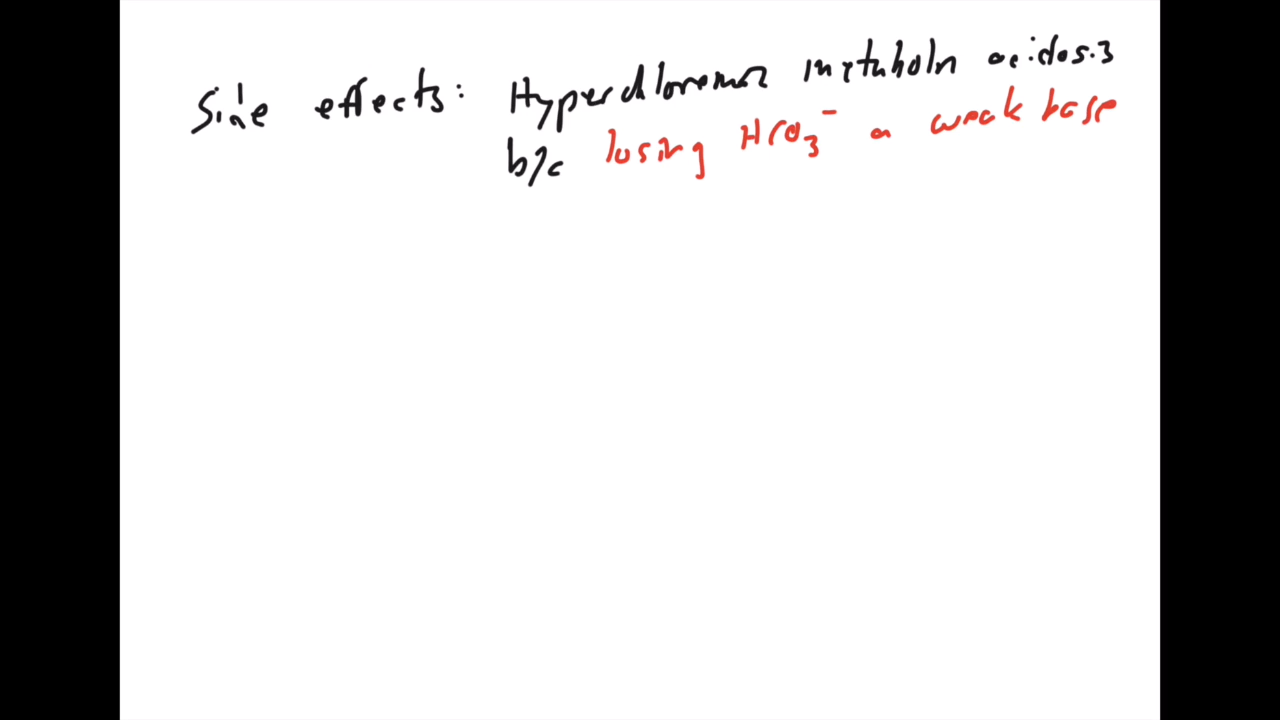 Side effects: Hyperchloremic metabolic acidosis
b/c losing HCO3⁻ a weak base